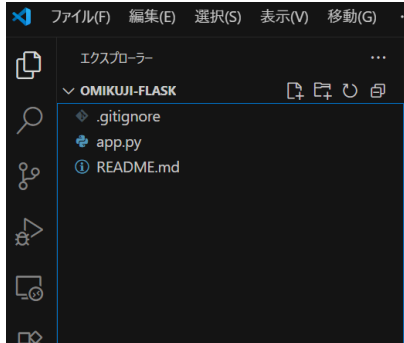 ファイル(F) 編集(E) 選択(S) 表示(V) 移動(G)
エクスプローラー
OMIKUJI-FLASK
.gitignore
app.py
README.md